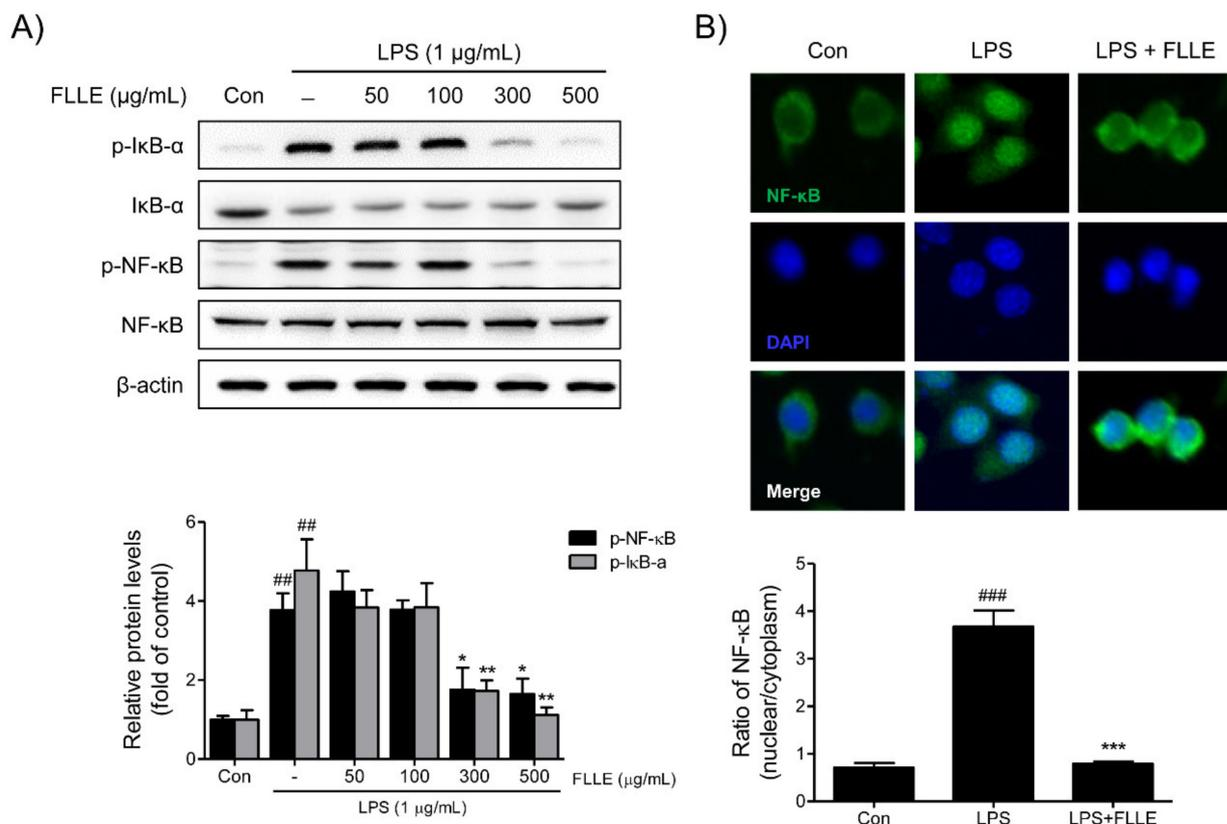 A)
LPS (1 μg/mL)
FLLE (μg/mL) Con – 50 100 300 500
p-IκB-α
IκB-α
p-NF-κB
NF-κB
β-actin
Relative protein levels
(fold of control)
6
4
2
0
## ## * ** * **
p-NF-κB
p-IκB-a
Con - 50 100 300 500 FLLE (μg/mL)
LPS (1 μg/mL)
B)
Con LPS LPS + FLLE
NF-κB
DAPI
Merge
Ratio of NF-κB
(nuclear/cytoplasm)
5
4
3
2
1
0
###
***
Con LPS LPS+FLLE